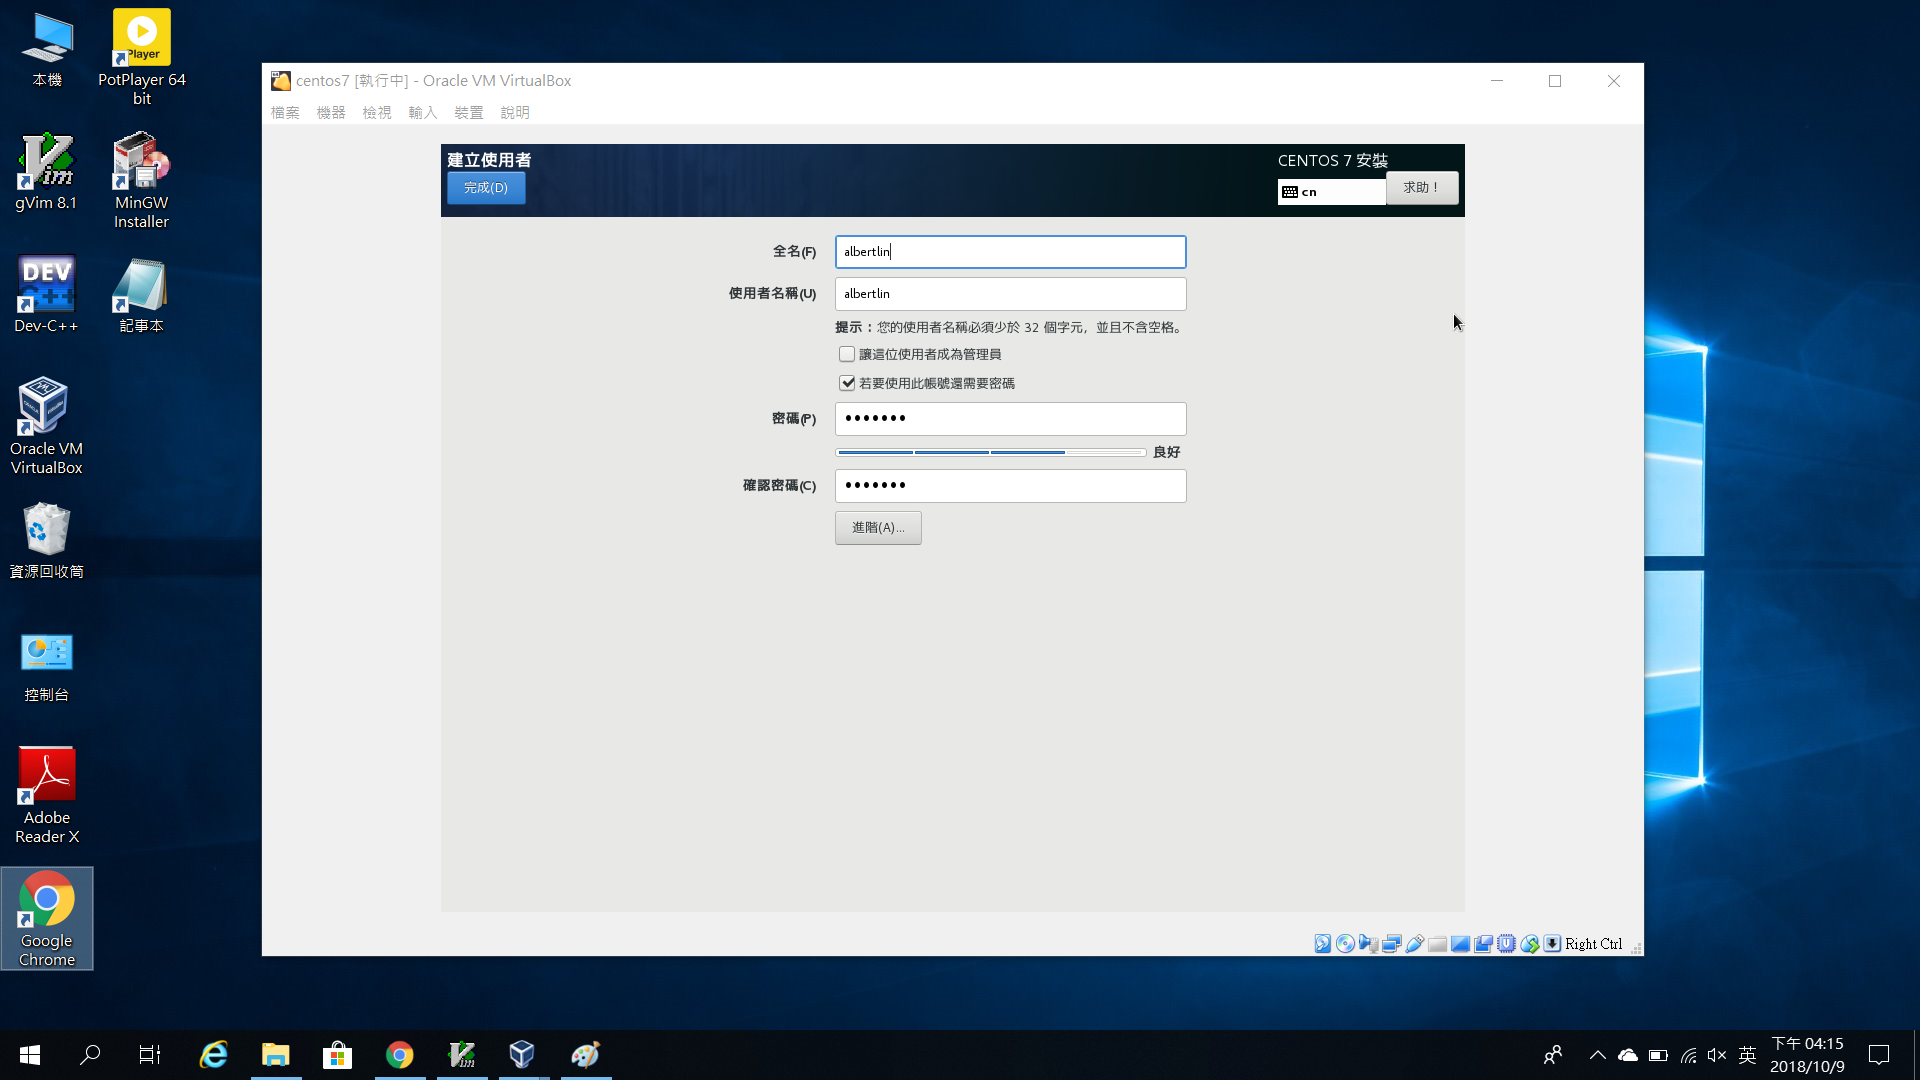 本機
PotPlayer 64
bit
gVim 8.1
MinGW
Installer
Dev-C++
記事本
Oracle VM
VirtualBox
資源回收筒
控制台
Adobe
Reader X
Google
Chrome
centos7 [執行中] - Oracle VM VirtualBox
檔案 機器 檢視 輸入 裝置 說明
建立使用者
完成(D)
CENTOS 7 安裝
cn
求助！
全名(F) albertlin
使用者名稱(U) albertlin
提示：您的使用者名稱必須少於 32 個字元，並且不含空格。
讓這位使用者成為管理員
若要使用此帳號還需要密碼
密碼(P) •••••••
良好
確認密碼(C) •••••••
進階(A)...
Right Ctrl
英
下午 04:15
2018/10/9